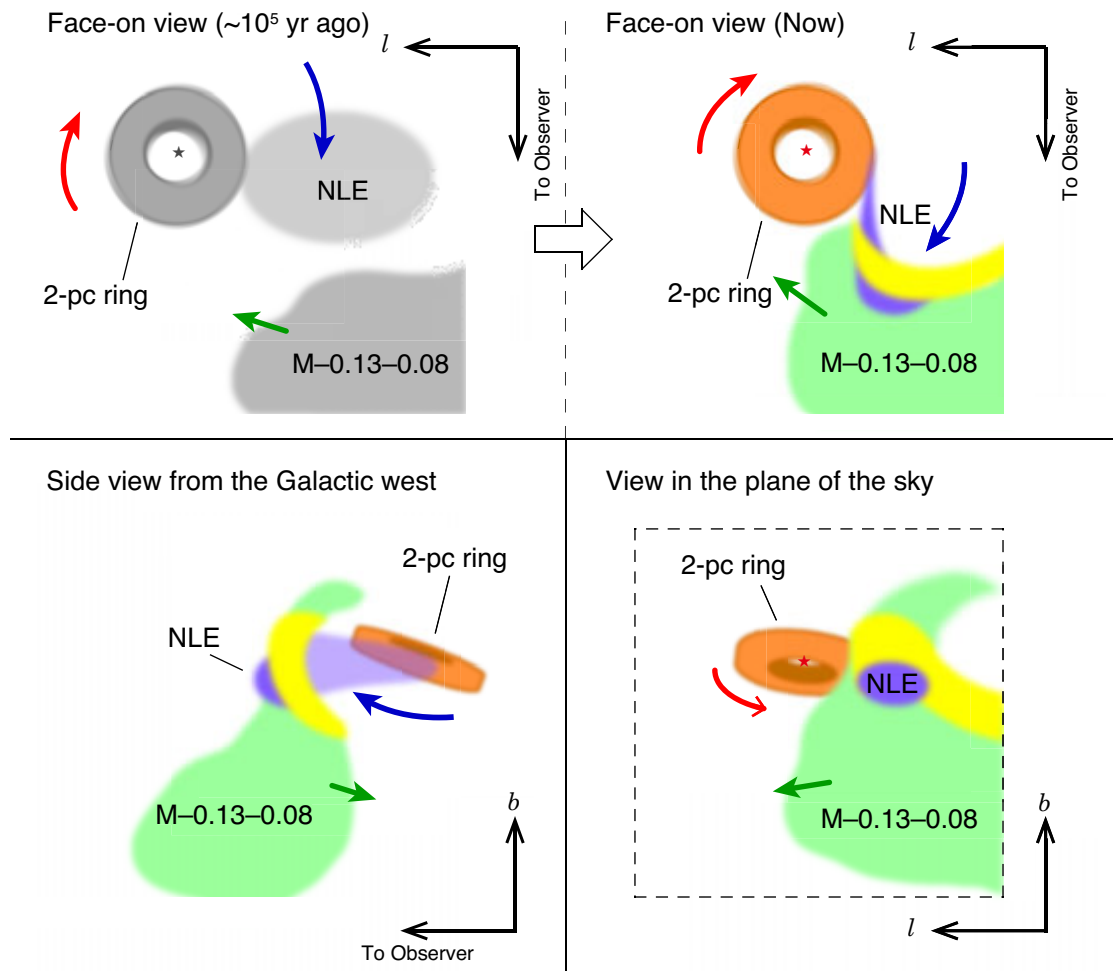 Face-on view (~10⁵ yr ago)
l
To Observer
NLE
2-pc ring
M–0.13–0.08
Face-on view (Now)
l
To Observer
NLE
2-pc ring
M–0.13–0.08
Side view from the Galactic west
2-pc ring
NLE
M–0.13–0.08
b
To Observer
View in the plane of the sky
2-pc ring
NLE
M–0.13–0.08
b
l